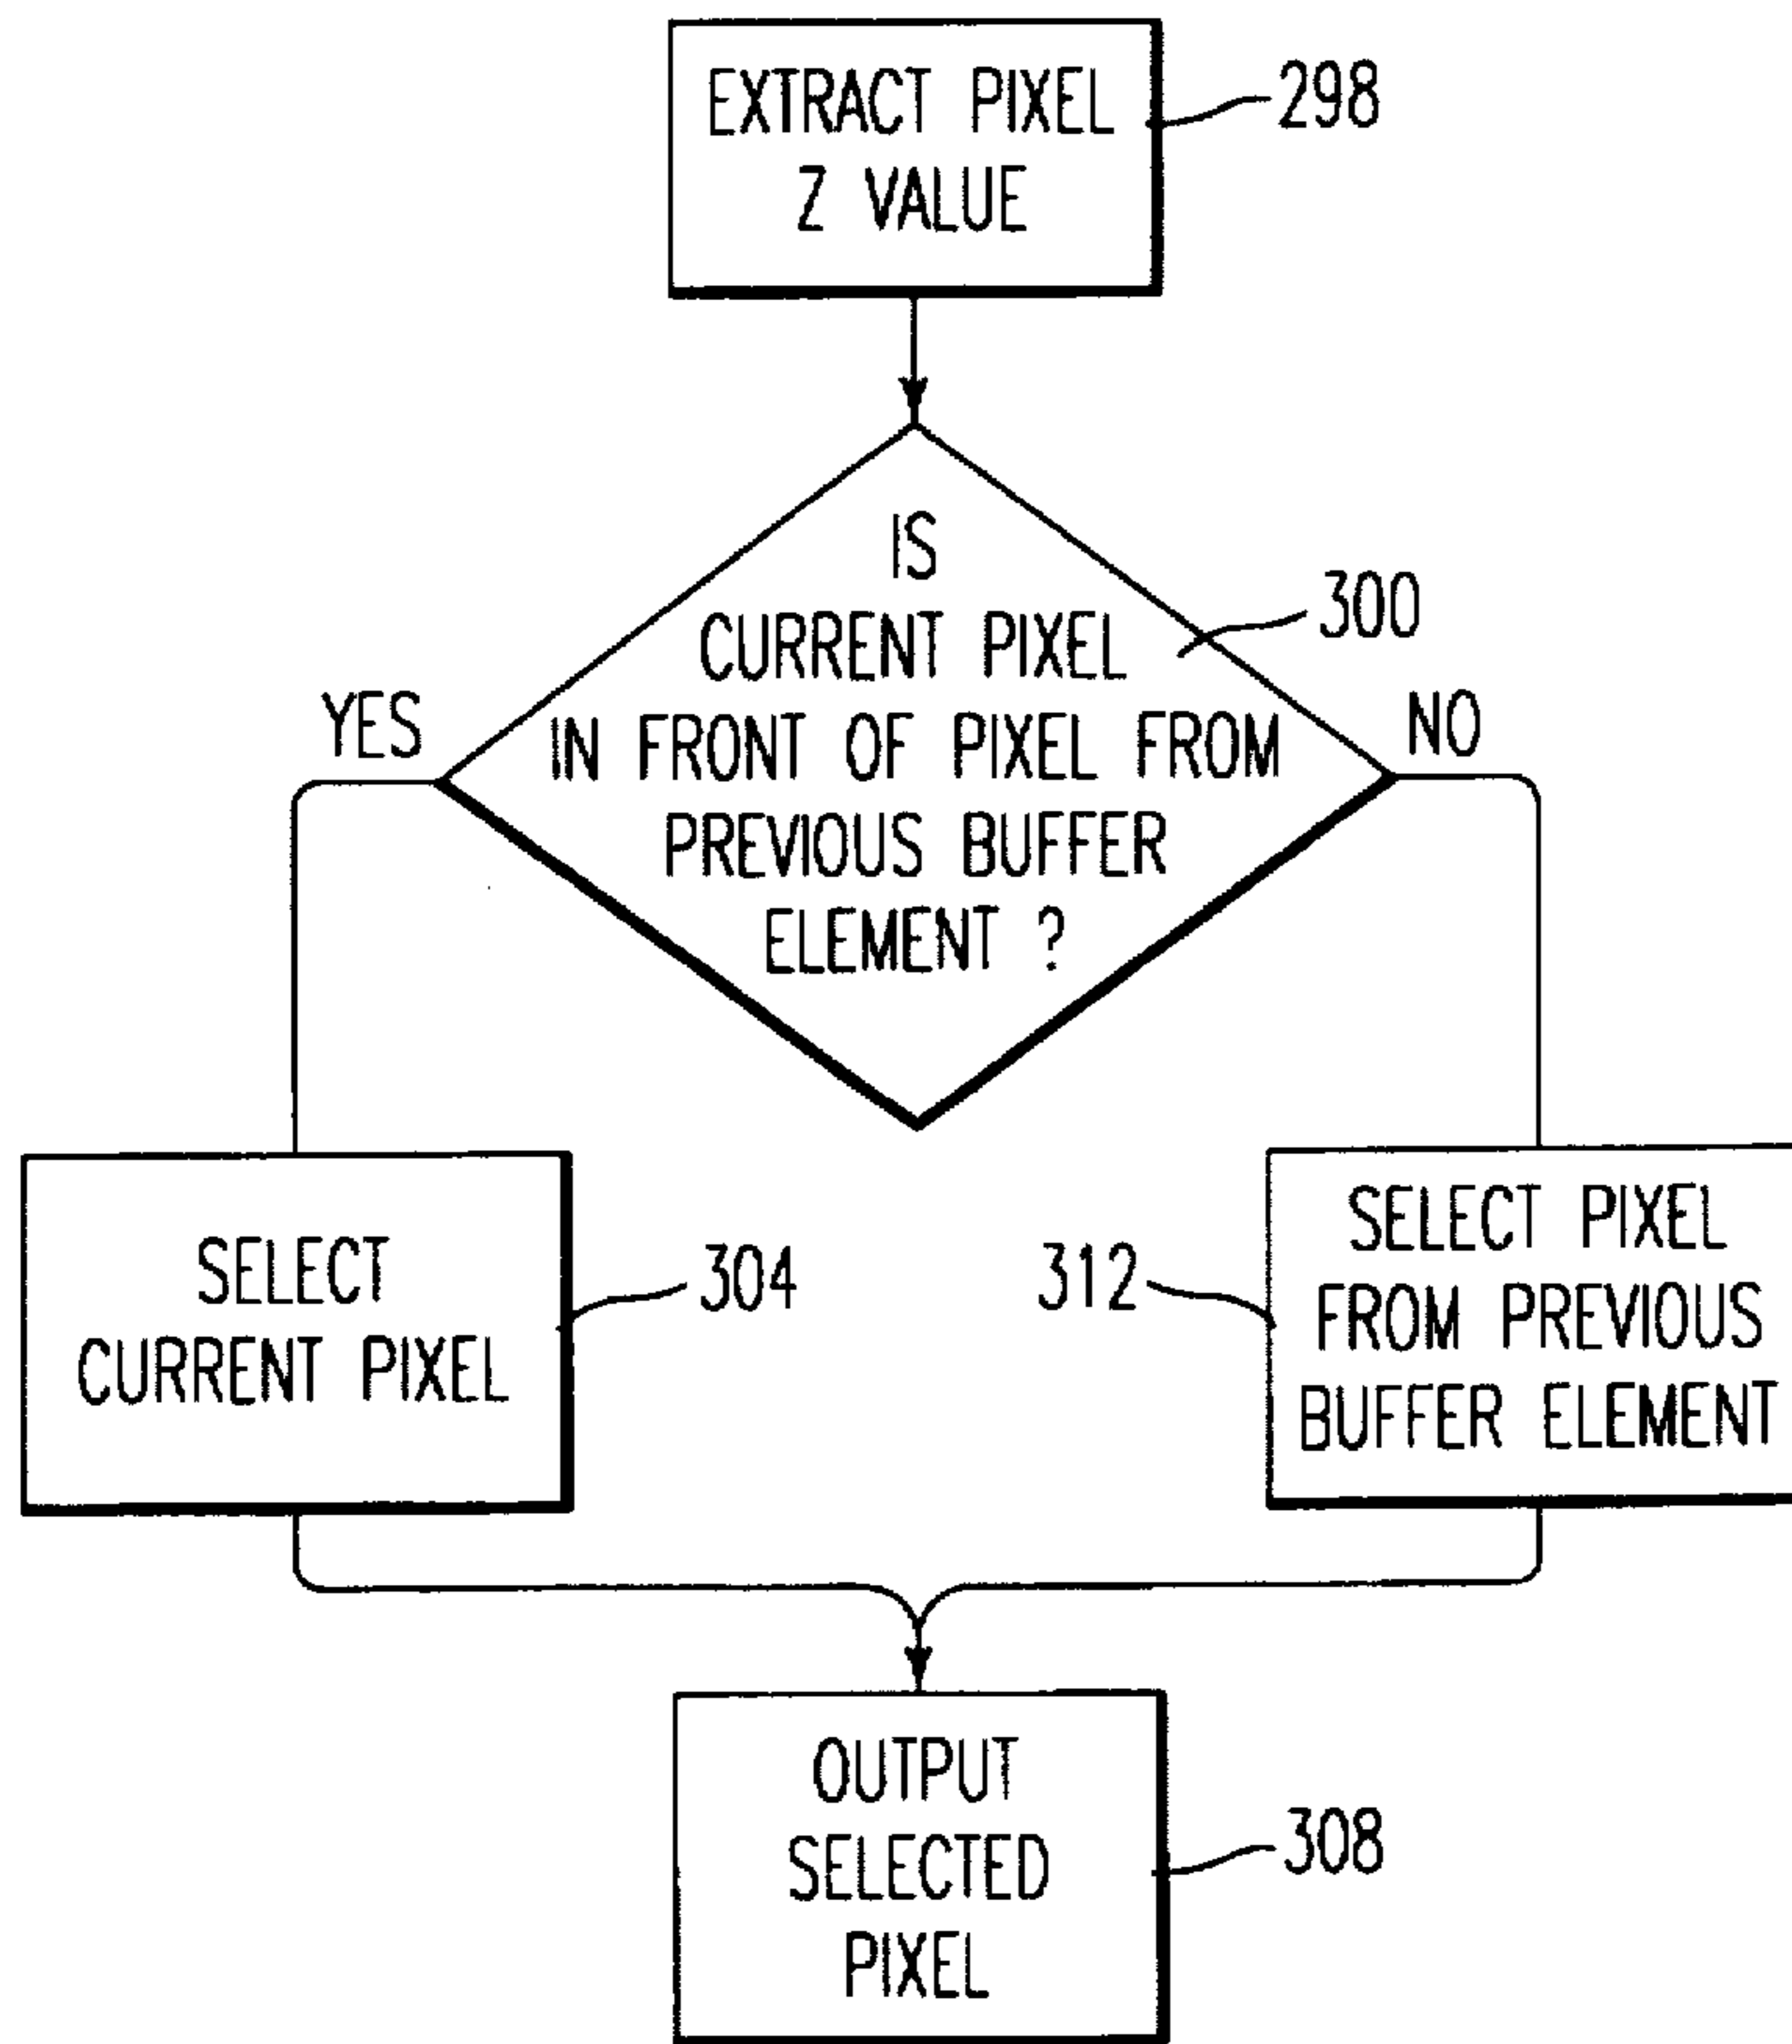 EXTRACT PIXEL
Z VALUE
298
IS
CURRENT PIXEL
IN FRONT OF PIXEL FROM
PREVIOUS BUFFER
ELEMENT ?
300
YES
NO
SELECT
CURRENT PIXEL
304
312
SELECT PIXEL
FROM PREVIOUS
BUFFER ELEMENT
OUTPUT
SELECTED
PIXEL
308